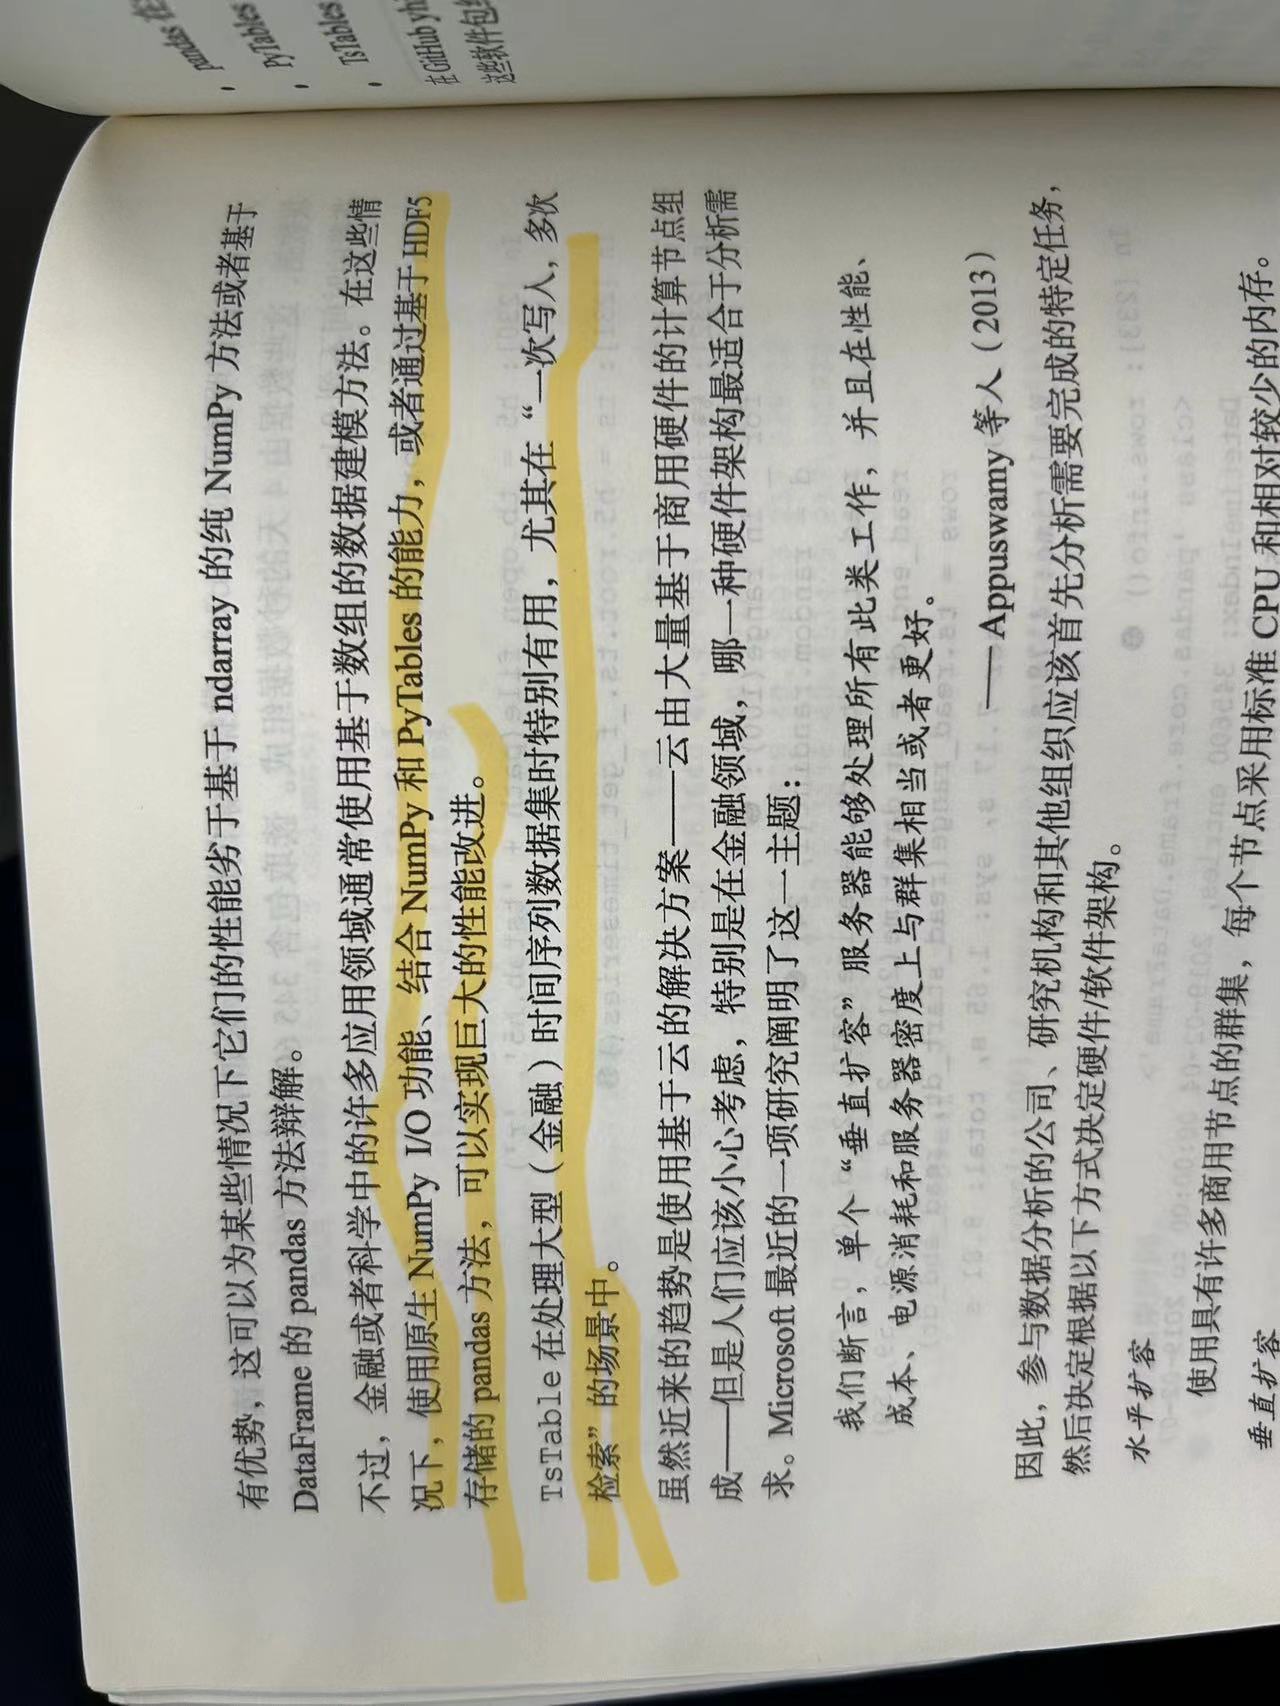 pandas 在
PyTables
TsTables
在 GitHub yhi
这些软件包
有优势，这可以为某些情况下它们的性能劣于基于 ndarray 的纯 NumPy 方法或者基于
DataFrame 的 pandas 方法辩解。
不过，金融或者科学中的许多应用领域通常使用基于数组的数据建模方法。在这些情
况下，使用原生 NumPy I/O 功能、结合 NumPy 和 PyTables 的能力，或者通过基于 HDF5
存储的 pandas 方法，可以实现巨大的性能改进。
TsTable 在处理大型（金融）时间序列数据集时特别有用，尤其在“一次写入，多次
检索”的场景中。
虽然近来的趋势是使用基于云的解决方案——云由大量基于商用硬件的计算节点组
成——但是人们应该小心考虑，特别是在金融领域，哪一种硬件架构最适合于分析需
求。Microsoft 最近的一项研究阐明了这一主题：
我们断言，单个“垂直扩容”服务器能够处理所有此类工作，并且在性能、
成本、电源消耗和服务器密度上与群集相当或者更好。
——Appuswamy 等人（2013）
因此，参与数据分析的公司、研究机构和其他组织应该首先分析需要完成的特定任务，
然后决定根据以下方式决定硬件/软件架构。
水平扩容
使用具有许多商用节点的群集，每个节点采用标准 CPU 和相对较少的内存。
垂直扩容